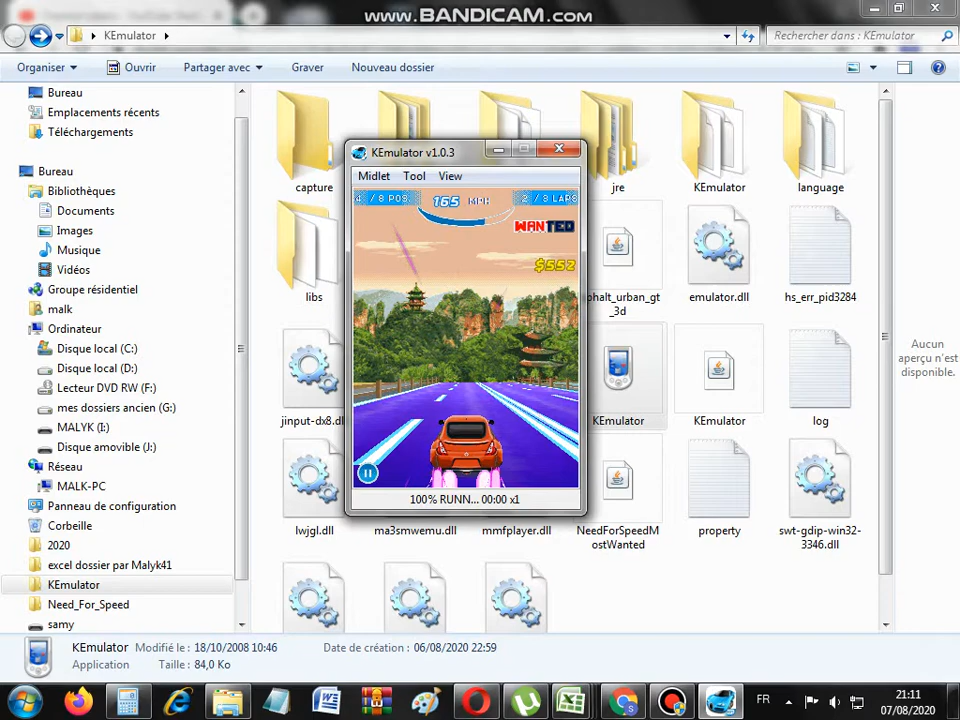 www.BANDICAM.com
KEmulator
Rechercher dans : KEmulator
Organiser
Ouvrir
Partager avec
Graver
Nouveau dossier
Bureau
Emplacements récents
Téléchargements
Bureau
Bibliothèques
Documents
Images
Musique
Vidéos
Groupe résidentiel
malk
Ordinateur
Disque local (C:)
Disque local (D:)
Lecteur DVD RW (F:)
mes dossiers ancien (G:)
MALYK (I:)
Disque amovible (J:)
Réseau
MALK-PC
Panneau de configuration
Corbeille
2020
excel dossier par Malyk41
KEmulator
Need_For_Speed
samy
capture
jre
KEmulator
language
libs
phalt_urban_gt
_3d
emulator.dll
hs_err_pid3284
jinput-dx8.dl
KEmulator
KEmulator
log
lwjgl.dll
ma3smwemu.dll
mmfplayer.dll
NeedForSpeedM
ostWanted
property
swt-gdip-win32-
3346.dll
KEmulator v1.0.3
Midlet
Tool
View
4 / 8 POS.
165 MPH
2 / 3 LAPS
WANTED
$552
100% RUNN... 00:00 x1
Aucun
aperçu n'est
disponible.
KEmulator
Modifié le : 18/10/2008 10:46
Date de création : 06/08/2020 22:59
Application
Taille : 84,0 Ko
FR
21:11
07/08/2020